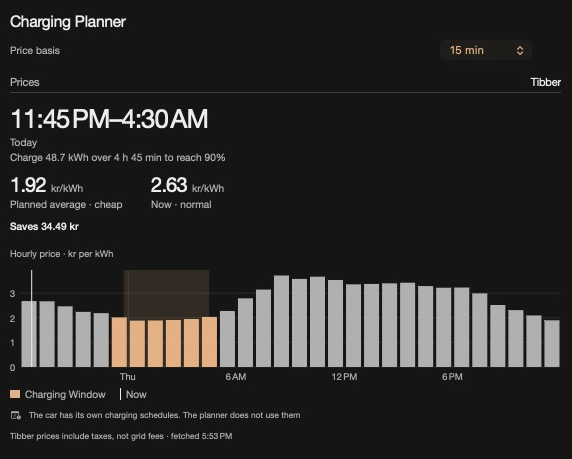 Charging Planner
Price basis
15 min
Prices
Tibber
11:45 PM–4:30 AM
Today
Charge 48.7 kWh over 4 h 45 min to reach 90%
1.92 kr/kWh
2.63 kr/kWh
Planned average · cheap
Now · normal
Saves 34.49 kr
Hourly price · kr per kWh
3
2
1
0
Thu
6 AM
12 PM
6 PM
Charging Window
Now
The car has its own charging schedules. The planner does not use them
Tibber prices include taxes, not grid fees · fetched 5:53 PM